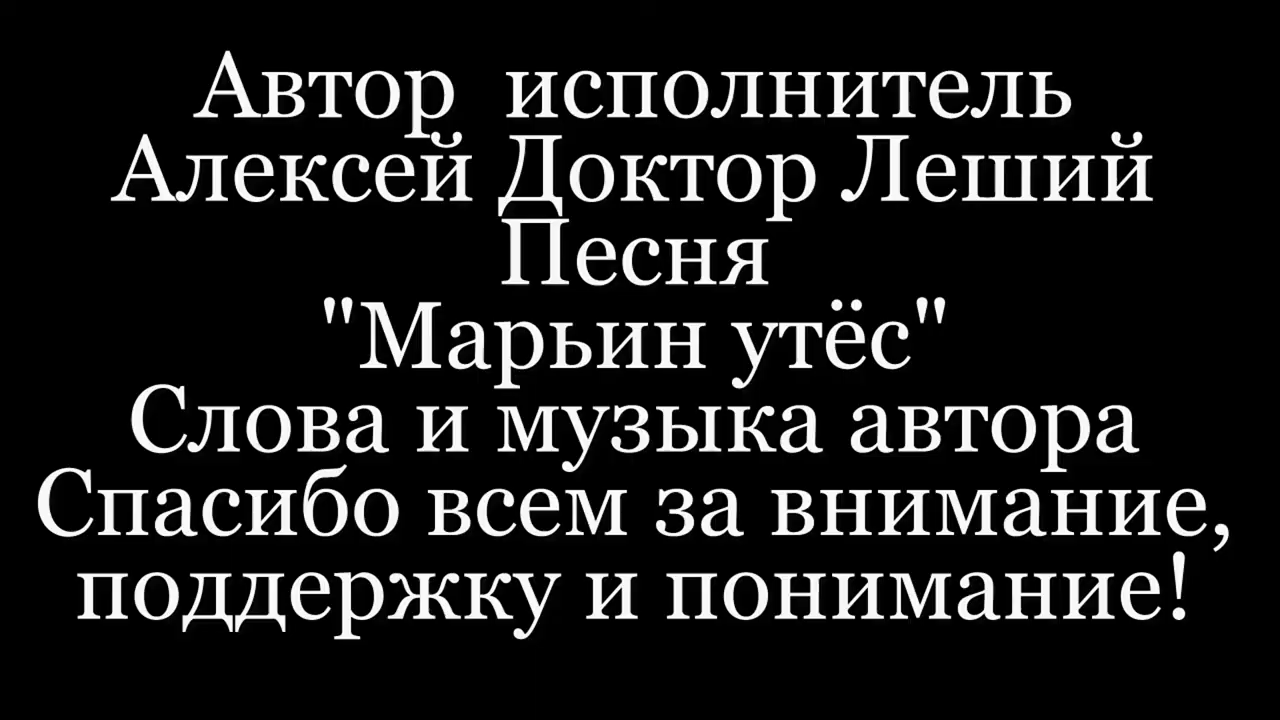 Автор  исполнитель
Алексей Доктор Леший
Песня
"Марьин утёс"
Слова и музыка автора
Спасибо всем за внимание,
поддержку и понимание!